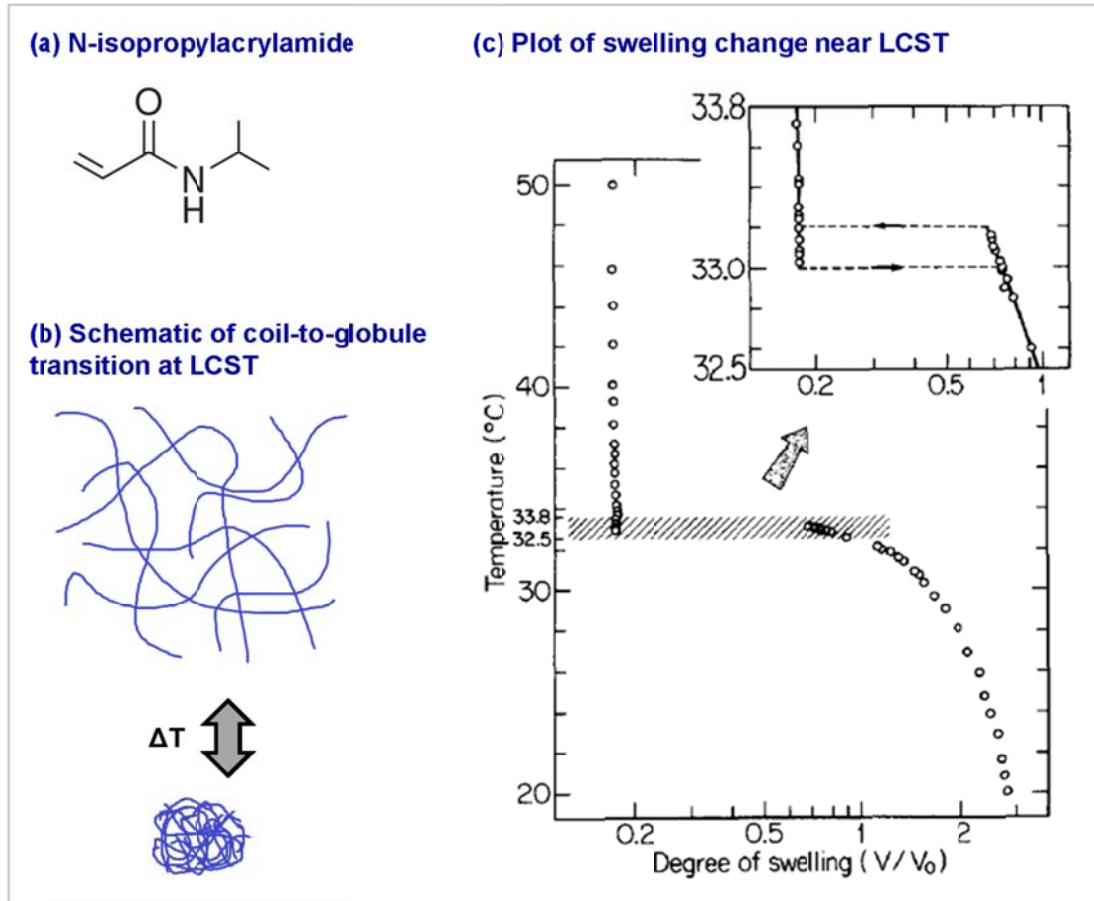 (a) N-isopropylacrylamide
O
N
H
(b) Schematic of coil-to-globule
transition at LCST
ΔT
(c) Plot of swelling change near LCST
33.8
33.0
32.5
0.2 0.5 1
50
40
33.8
32.5
30
20
Temperature (°C)
0.2 0.5 1 2
Degree of swelling (V/V₀)